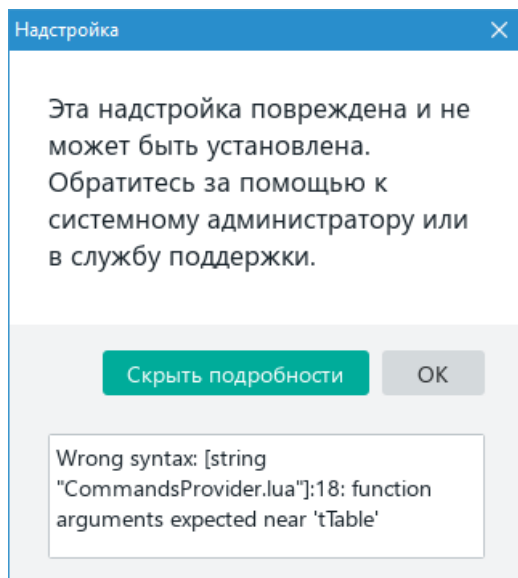 Надстройка
Эта надстройка повреждена и не
может быть установлена.
Обратитесь за помощью к
системному администратору или
в службу поддержки.
Скрыть подробности
ОК
Wrong syntax: [string
"CommandsProvider.lua"]:18: function
arguments expected near 'tTable'